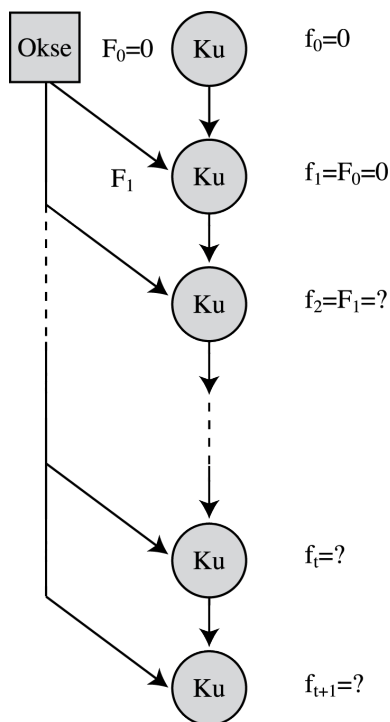 Okse F₀=0 Ku f₀=0
F₁ Ku f₁=F₀=0
Ku f₂=F₁=?
Ku fₜ=?
Ku fₜ₊₁=?